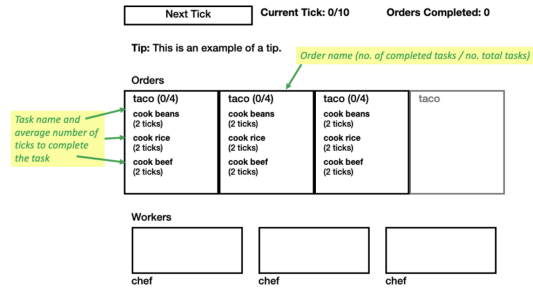 Next Tick
Current Tick: 0/10
Orders Completed: 0
Tip: This is an example of a tip.
Order name (no. of completed tasks / no. total tasks)
Orders
Task name and
average number of
ticks to complete
the task
taco (0/4)
cook beans
(2 ticks)
cook rice
(2 ticks)
cook beef
(2 ticks)
taco (0/4)
cook beans
(2 ticks)
cook rice
(2 ticks)
cook beef
(2 ticks)
taco (0/4)
cook beans
(2 ticks)
cook rice
(2 ticks)
cook beef
(2 ticks)
taco
Workers
chef
chef
chef